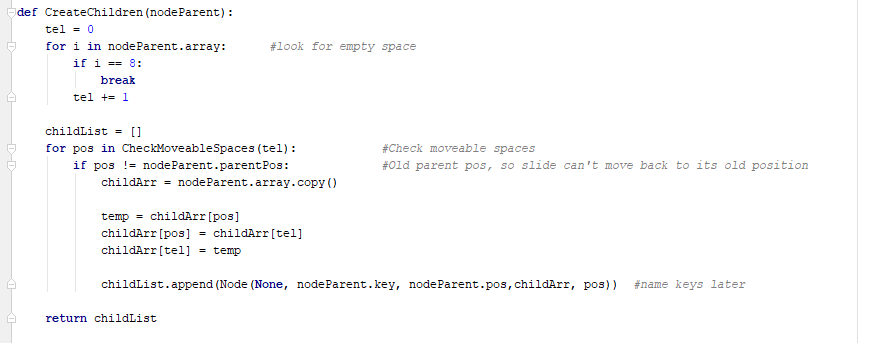 def CreateChildren(nodeParent):
    tel = 0
    for i in nodeParent.array:      #look for empty space
        if i == 8:
            break
        tel += 1

    childList = []
    for pos in CheckMoveableSpaces(tel):            #Check moveable spaces
        if pos != nodeParent.parentPos:             #Old parent pos, so slide can't move back to its old position
            childArr = nodeParent.array.copy()

            temp = childArr[pos]
            childArr[pos] = childArr[tel]
            childArr[tel] = temp

            childList.append(Node(None, nodeParent.key, nodeParent.pos,childArr, pos))  #name keys later

    return childList